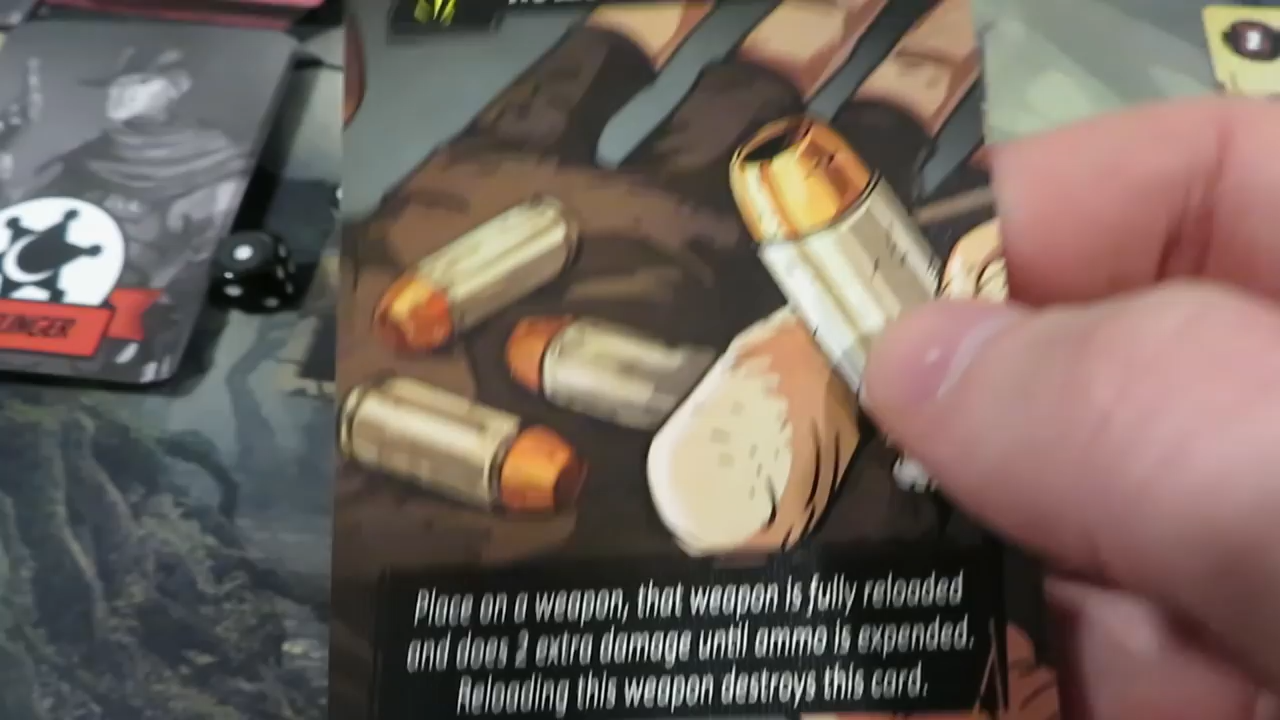 Place on a weapon, that weapon is fully reloaded
and does 2 extra damage until ammo is expended.
Reloading this weapon destroys this card.